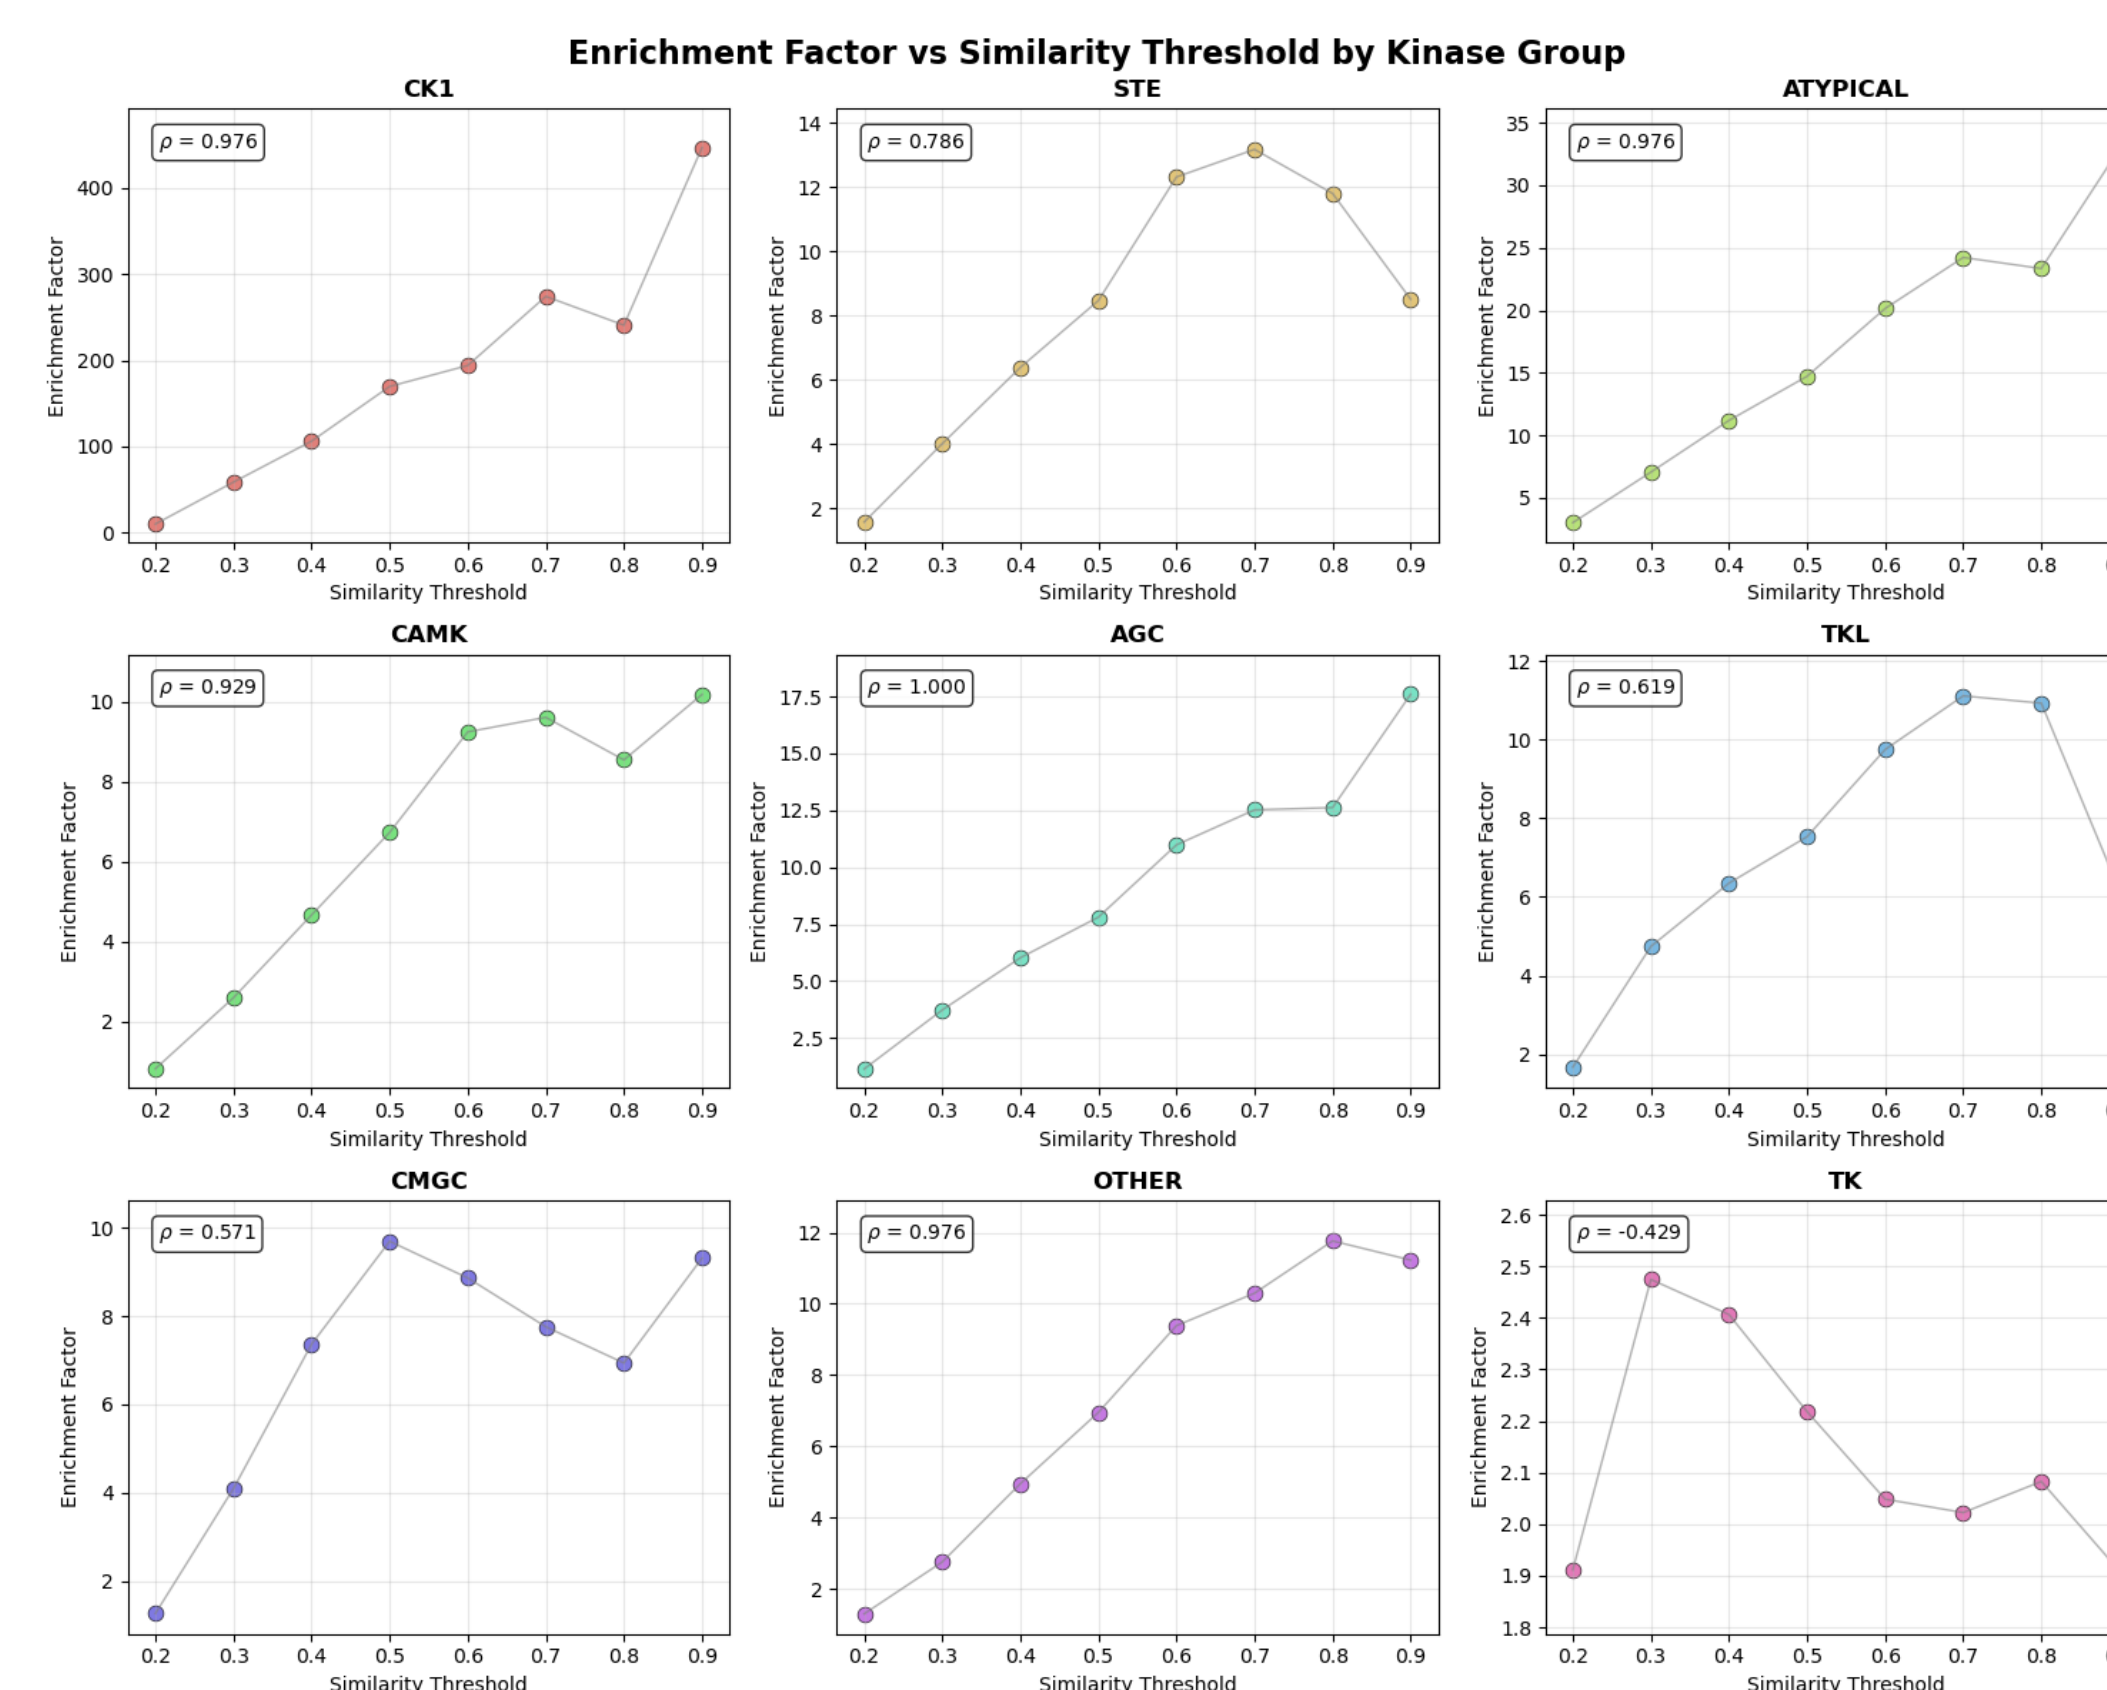 Enrichment Factor vs Similarity Threshold by Kinase Group
CK1
ρ = 0.976
Enrichment Factor
400
300
200
100
0
0.2 0.3 0.4 0.5 0.6 0.7 0.8 0.9
Similarity Threshold
STE
ρ = 0.786
Enrichment Factor
14
12
10
8
6
4
2
0.2 0.3 0.4 0.5 0.6 0.7 0.8 0.9
Similarity Threshold
ATYPICAL
ρ = 0.976
Enrichment Factor
35
30
25
20
15
10
5
0.2 0.3 0.4 0.5 0.6 0.7 0.8
Similarity Threshold
CAMK
ρ = 0.929
Enrichment Factor
10
8
6
4
2
0.2 0.3 0.4 0.5 0.6 0.7 0.8 0.9
Similarity Threshold
AGC
ρ = 1.000
Enrichment Factor
17.5
15.0
12.5
10.0
7.5
5.0
2.5
0.2 0.3 0.4 0.5 0.6 0.7 0.8 0.9
Similarity Threshold
TKL
ρ = 0.619
Enrichment Factor
12
10
8
6
4
2
0.2 0.3 0.4 0.5 0.6 0.7 0.8
Similarity Threshold
CMGC
ρ = 0.571
Enrichment Factor
10
8
6
4
2
0.2 0.3 0.4 0.5 0.6 0.7 0.8 0.9
Similarity Threshold
OTHER
ρ = 0.976
Enrichment Factor
12
10
8
6
4
2
0.2 0.3 0.4 0.5 0.6 0.7 0.8 0.9
Similarity Threshold
TK
ρ = -0.429
Enrichment Factor
2.6
2.5
2.4
2.3
2.2
2.1
2.0
1.9
1.8
0.2 0.3 0.4 0.5 0.6 0.7 0.8
Similarity Threshold